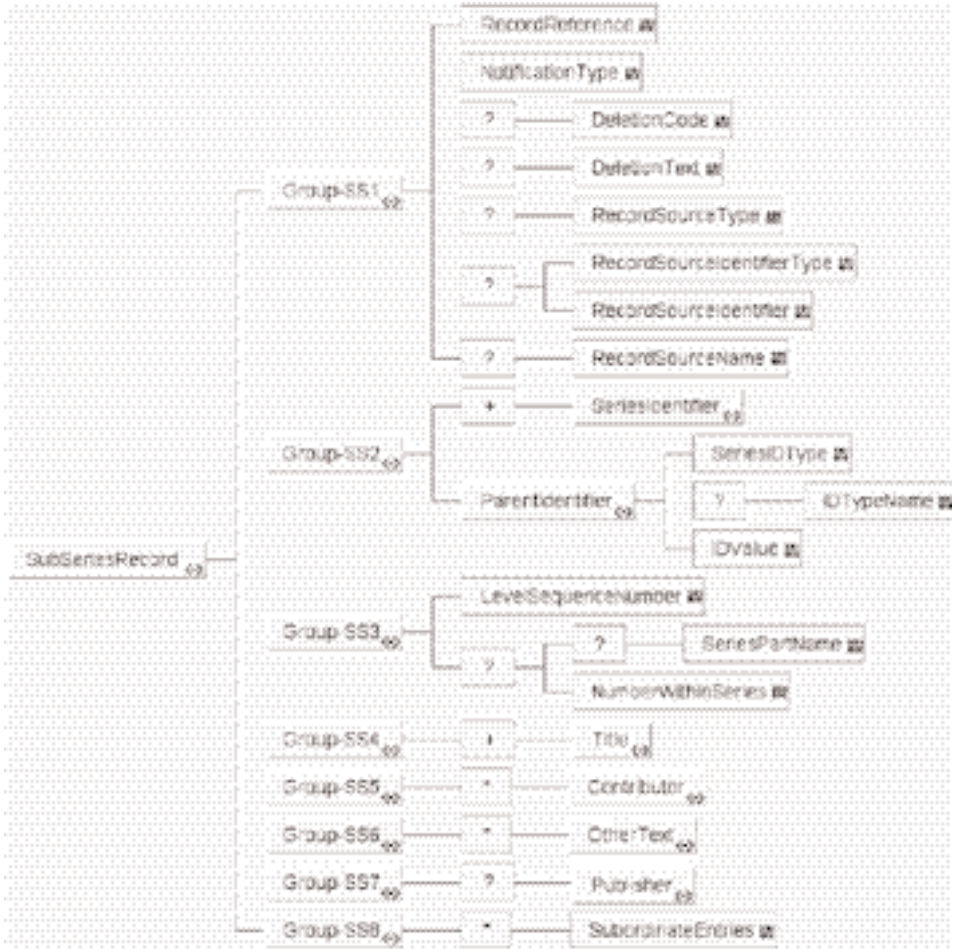 RecordReference
NotificationType
? DeletionCode
? DeletionText
Group-SS1
? RecordSourceType
RecordSourceIdentifierType
?
RecordSourceIdentifier
? RecordSourceName
+ SeriesIdentifier
Group-SS2
SeriesIDType
ParentIdentifier
? IDTypeName
IDValue
SubSeriesRecord
LevelSequenceNumber
Group-SS3
? SeriesPartName
?
NumberWithinSeries
Group-SS4 + Title
Group-SS5 * Contributor
Group-SS6 * OtherText
Group-SS7 ? Publisher
Group-SS8 * SubordinateEntries